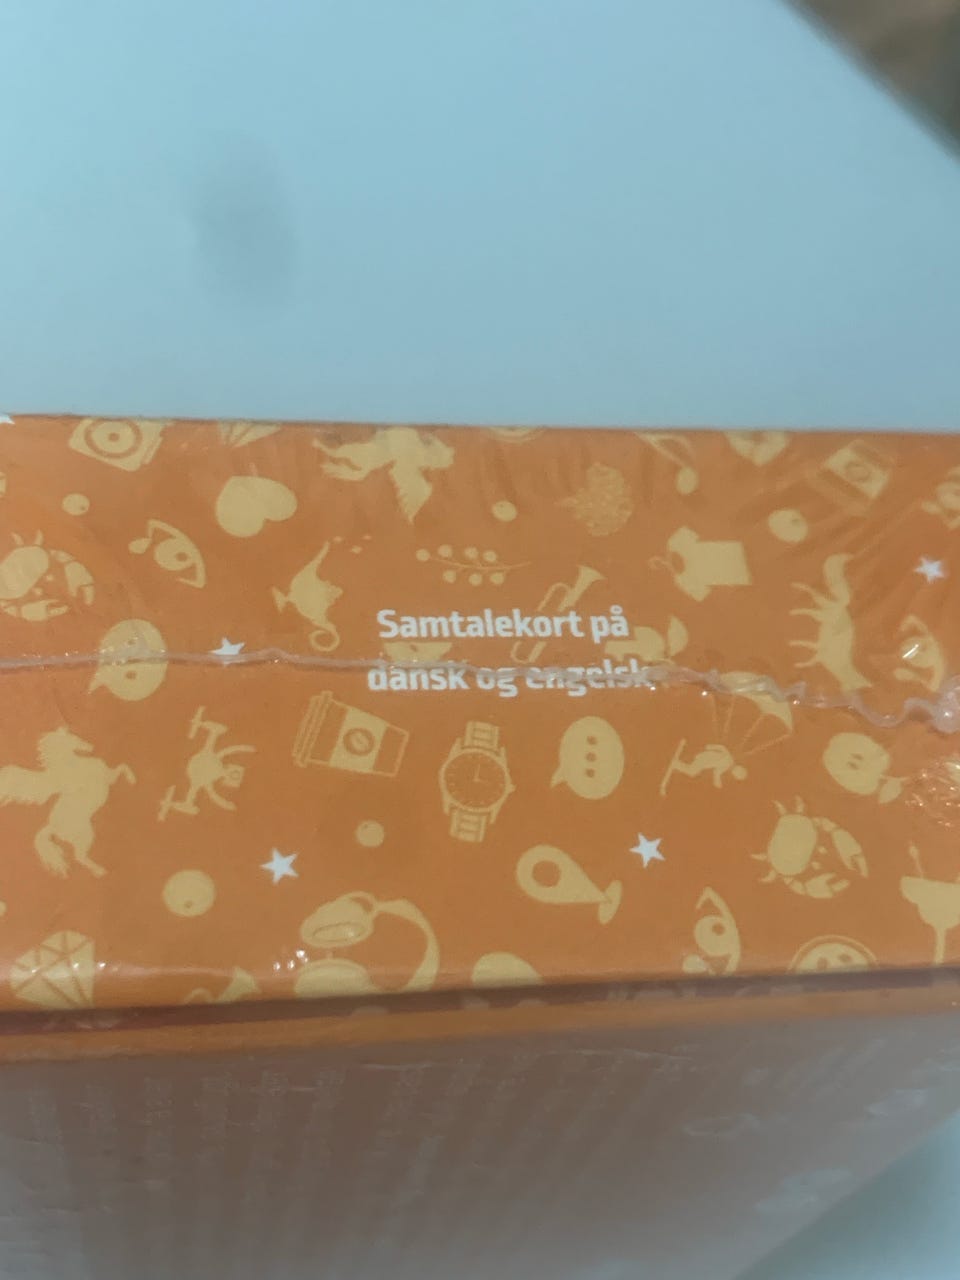 Samtalekort på
dansk og engelsk